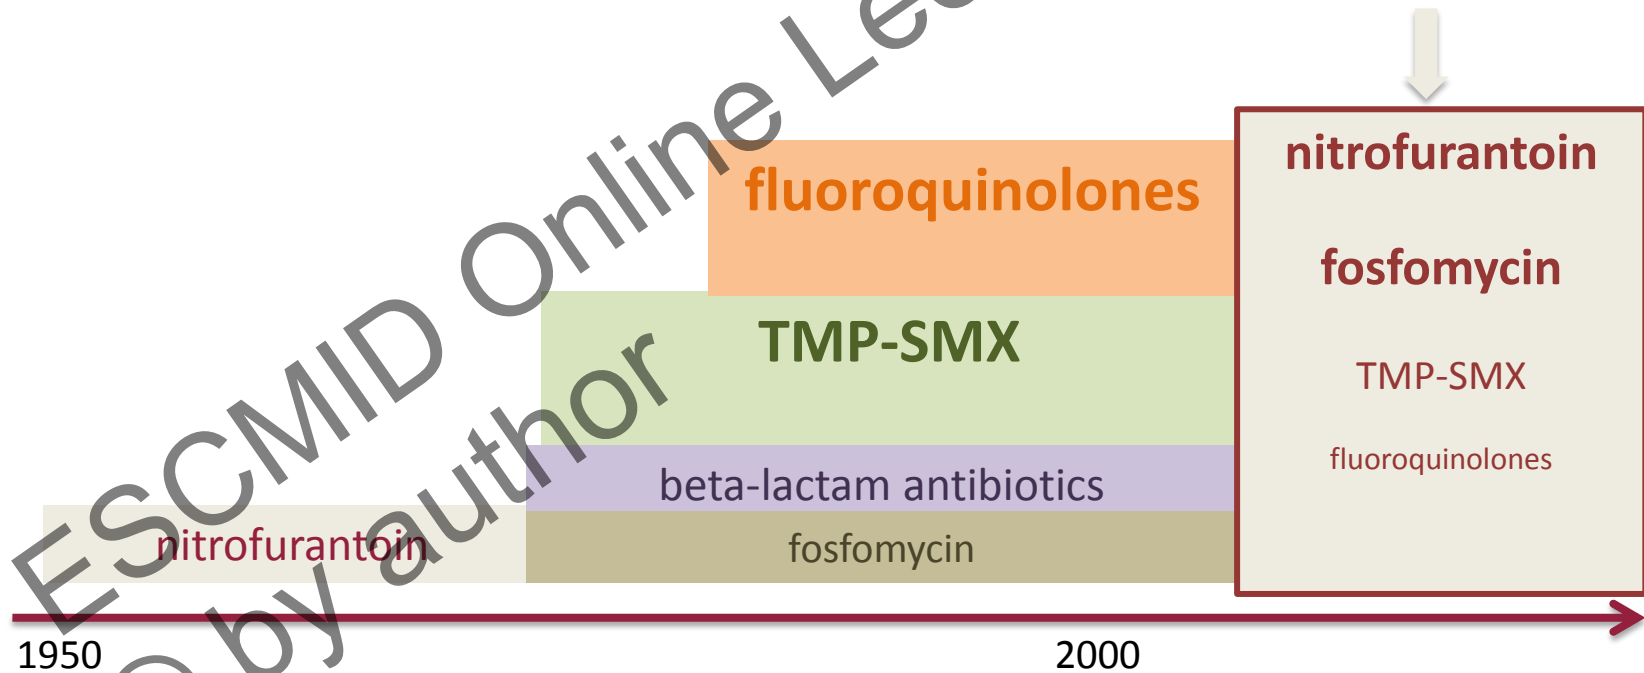 ESCMID Online Lec
© by author
fluoroquinolones
TMP-SMX
beta-lactam antibiotics
nitrofurantoin
fosfomycin
nitrofurantoin
fosfomycin
TMP-SMX
fluoroquinolones
1950
2000